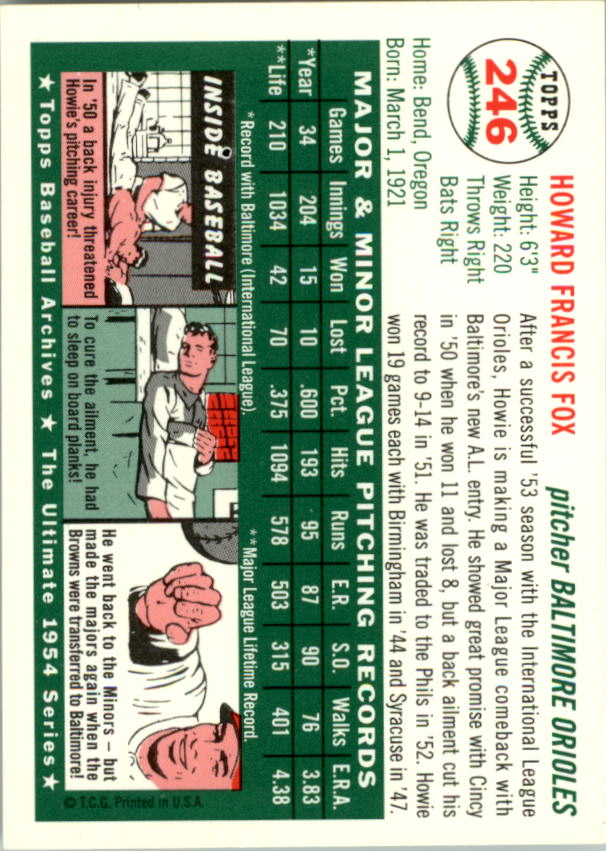 TOPPS
246
HOWARD FRANCIS FOX
pitcher BALTIMORE ORIOLES
Height: 6'3"
Weight: 220
Throws Right
Bats Right
Home: Bend, Oregon
Born: March 1, 1921
After a successful '53 season with the International League
Orioles, Howie is making a Major League comeback with
Baltimore's new A.L. entry. He showed great promise with Cincy
in '50 when he won 11 and lost 8, but a back ailment cut his
record to 9-14 in '51. He was traded to the Phils in '52. Howie
won 19 games each with Birmingham in '44 and Syracuse in '47.
MAJOR & MINOR LEAGUE PITCHING RECORDS
Games Innings Won Lost Pct. Hits Runs E.R. S.O. Walks E.R.A.
*Year 34 204 15 10 .600 193 95 87 90 76 3.83
**Life 210 1034 42 70 .375 1094 578 503 315 401 4.38
*Record with Baltimore (International League). **Major League Lifetime Record.
INSIDE BASEBALL
In '50 a back injury threatened
Howie's pitching career!
To cure the ailment, he had
to sleep on board planks!
He went back to the Minors – but
made the majors again when the
Browns were transferred to Baltimore!
★ Topps Baseball Archives ★ The Ultimate 1954 Series ★
© T.C.G. Printed in U.S.A.